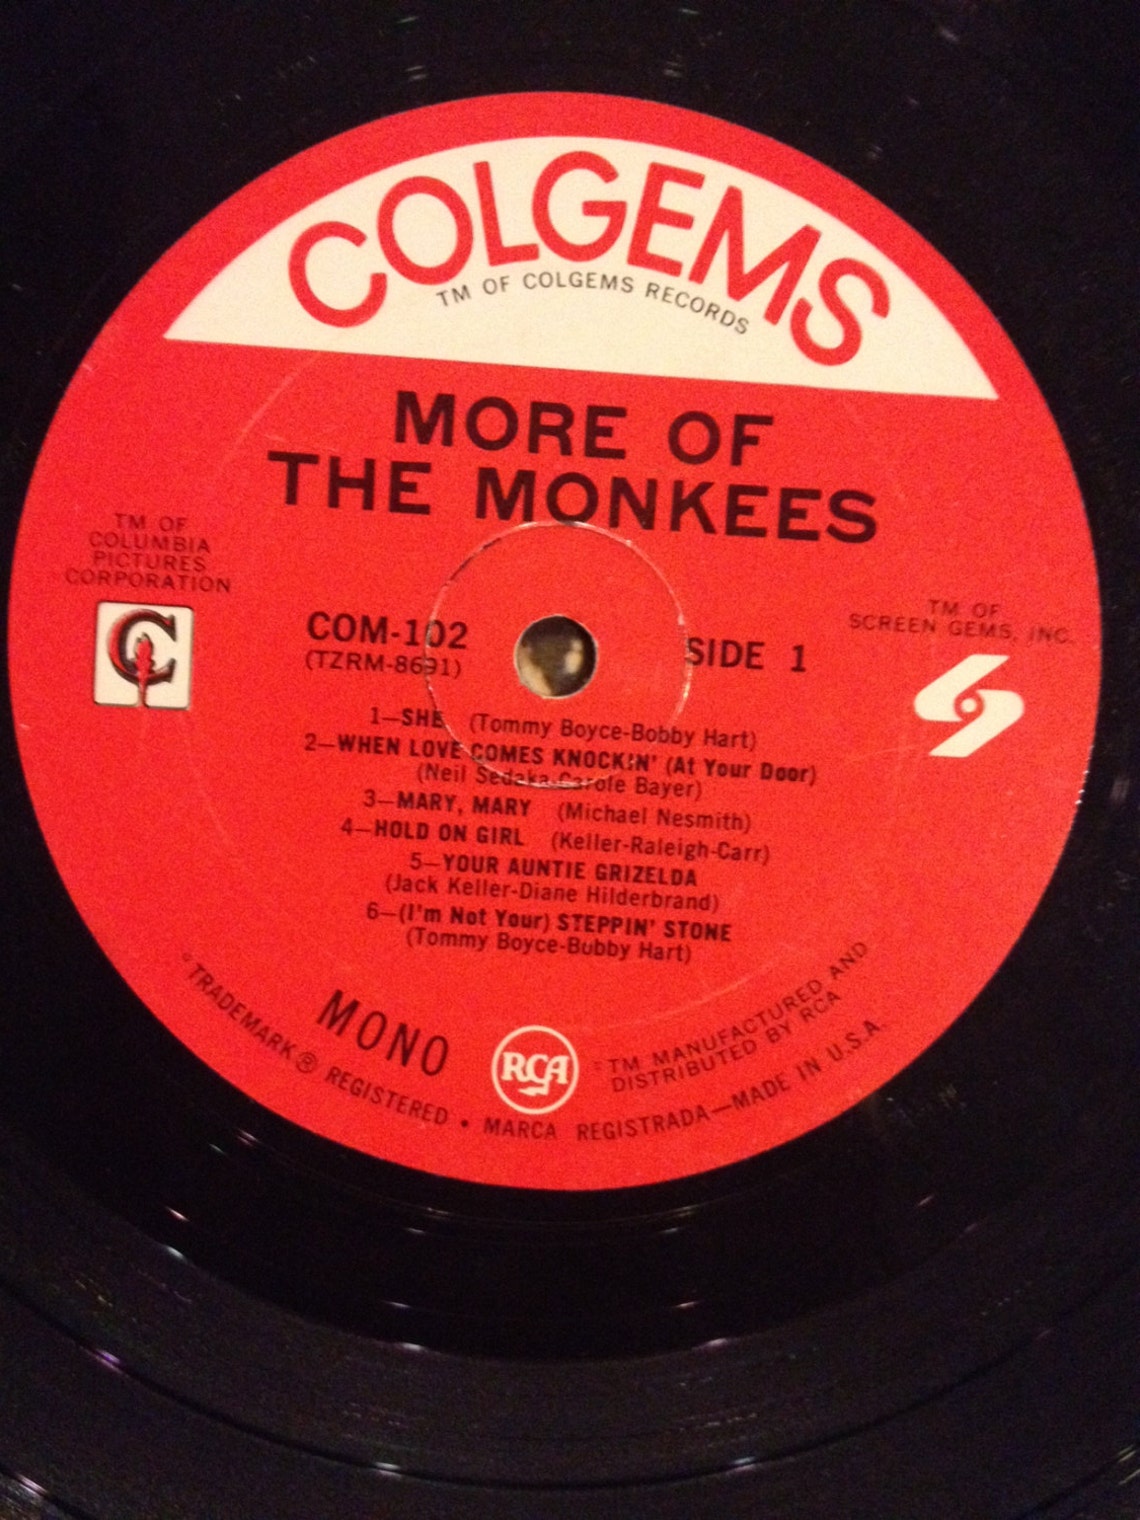 COLGEMS
TM OF COLGEMS RECORDS
MORE OF
THE MONKEES
TM OF
COLUMBIA
PICTURES
CORPORATION
C
TM OF
SCREEN GEMS, INC.
COM-102
(TZRM-8691)
SIDE 1
1—SHE (Tommy Boyce-Bobby Hart)
2—WHEN LOVE COMES KNOCKIN' (At Your Door)
(Neil Sedaka-Carole Bayer)
3—MARY, MARY (Michael Nesmith)
4—HOLD ON GIRL (Keller-Raleigh-Carr)
5—YOUR AUNTIE GRIZELDA
(Jack Keller-Diane Hilderbrand)
6—(I'm Not Your) STEPPIN' STONE
(Tommy Boyce-Bubby Hart)
MONO
RCA
TM MANUFACTURED AND
DISTRIBUTED BY RCA
TRADEMARK ® REGISTERED • MARCA REGISTRADA—MADE IN U.S.A.